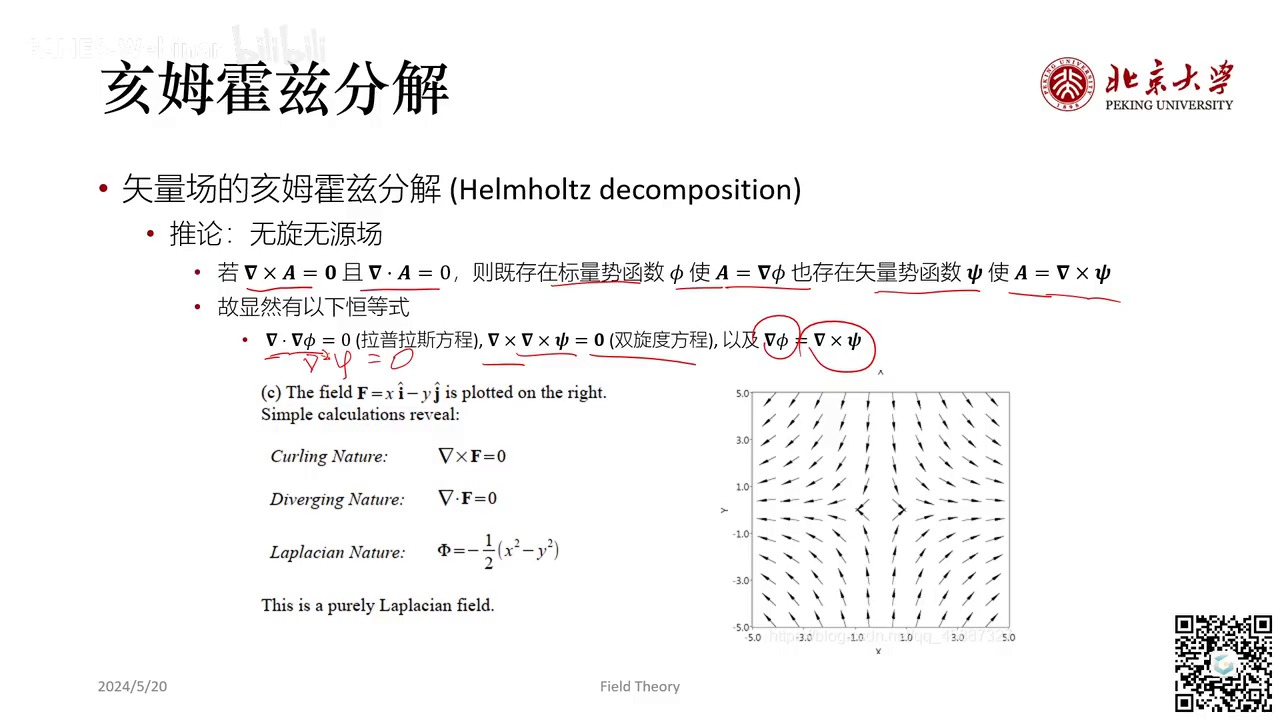 bilibili
亥姆霍兹分解
北京大学
PEKING UNIVERSITY
1898
• 矢量场的亥姆霍兹分解 (Helmholtz decomposition)
• 推论：无旋无源场
• 若 ∇ × A = 0 且 ∇ · A = 0，则既存在标量势函数 ϕ 使 A = ∇ϕ 也存在矢量势函数 ψ 使 A = ∇ × ψ
• 故显然有以下恒等式
• ∇ · ∇ϕ = 0 (拉普拉斯方程), ∇ × ∇ × ψ = 0 (双旋度方程), 以及 ∇ϕ = ∇ × ψ
∇²φ = 0
(c) The field F = x î − y ĵ is plotted on the right.
Simple calculations reveal:
Curling Nature: ∇×F=0
Diverging Nature: ∇·F=0
Laplacian Nature: Φ=−1/2(x²−y²)
This is a purely Laplacian field.
5.0
3.0
1.0
Y
-1.0
-3.0
-5.0
-5.0 -3.0 -1.0 1.0 3.0 5.0
X
2024/5/20
Field Theory